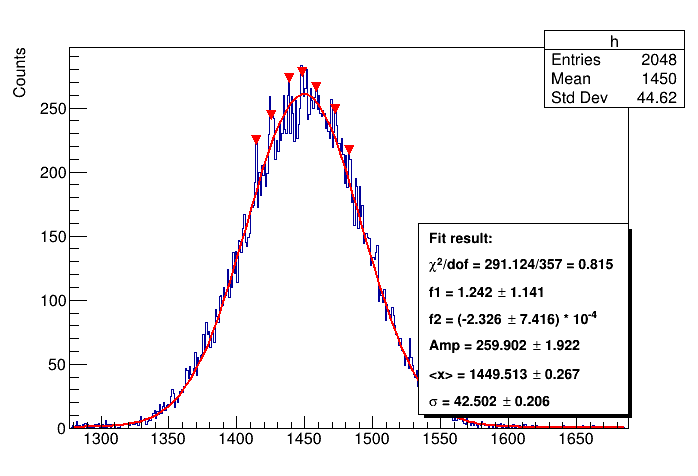 h
Entries 2048
Mean 1450
Std Dev 44.62
Counts
250
200
150
100
50
0
Fit result:
χ²/dof = 291.124/357 = 0.815
f1 = 1.242 ± 1.141
f2 = (-2.326 ± 7.416) * 10⁻⁴
Amp = 259.902 ± 1.922
<x> = 1449.513 ± 0.267
σ = 42.502 ± 0.206
1300 1350 1400 1450 1500 1550 1600 1650